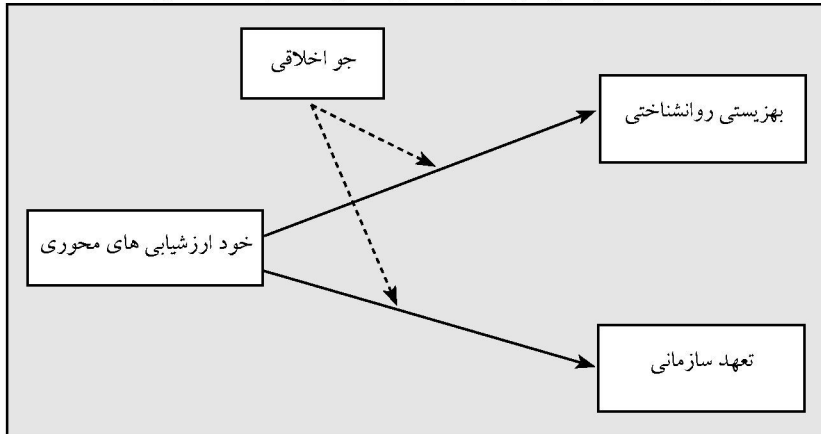 جو اخلاقی
بهزیستی روانشناختی
خود ارزشیابی های محوری
تعهد سازمانی